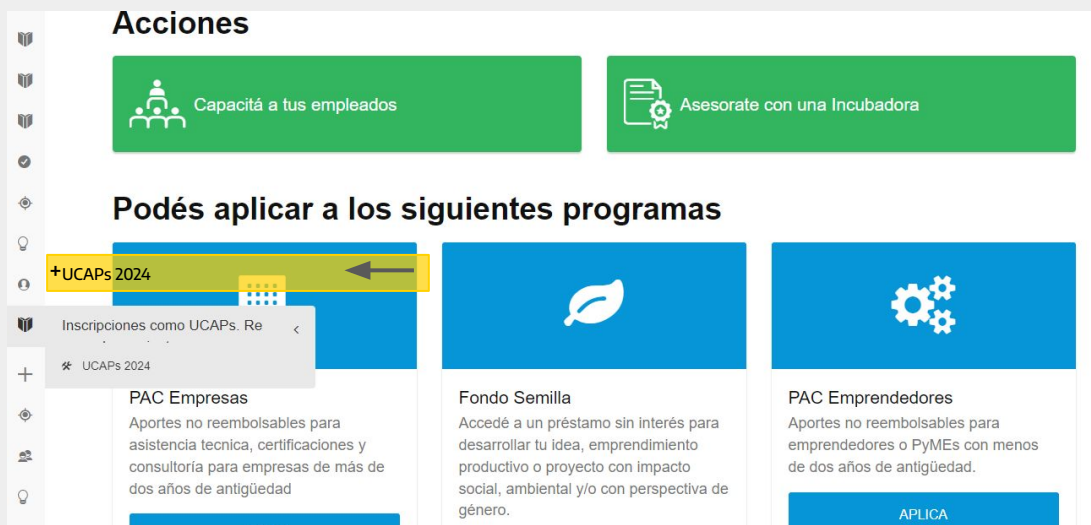 Acciones
Capacitá a tus empleados
Asesorate con una Incubadora
Podés aplicar a los siguientes programas
+UCAPs 2024
Inscripciones como UCAPs. Re
UCAPs 2024
PAC Empresas
Aportes no reembolsables para
asistencia tecnica, certificaciones y
consultoría para empresas de más de
dos años de antigüedad
Fondo Semilla
Accedé a un préstamo sin interés para
desarrollar tu idea, emprendimiento
productivo o proyecto con impacto
social, ambiental y/o con perspectiva de
género.
PAC Emprendedores
Aportes no reembolsables para
emprendedores o PyMEs con menos
de dos años de antigüedad.
APLICA